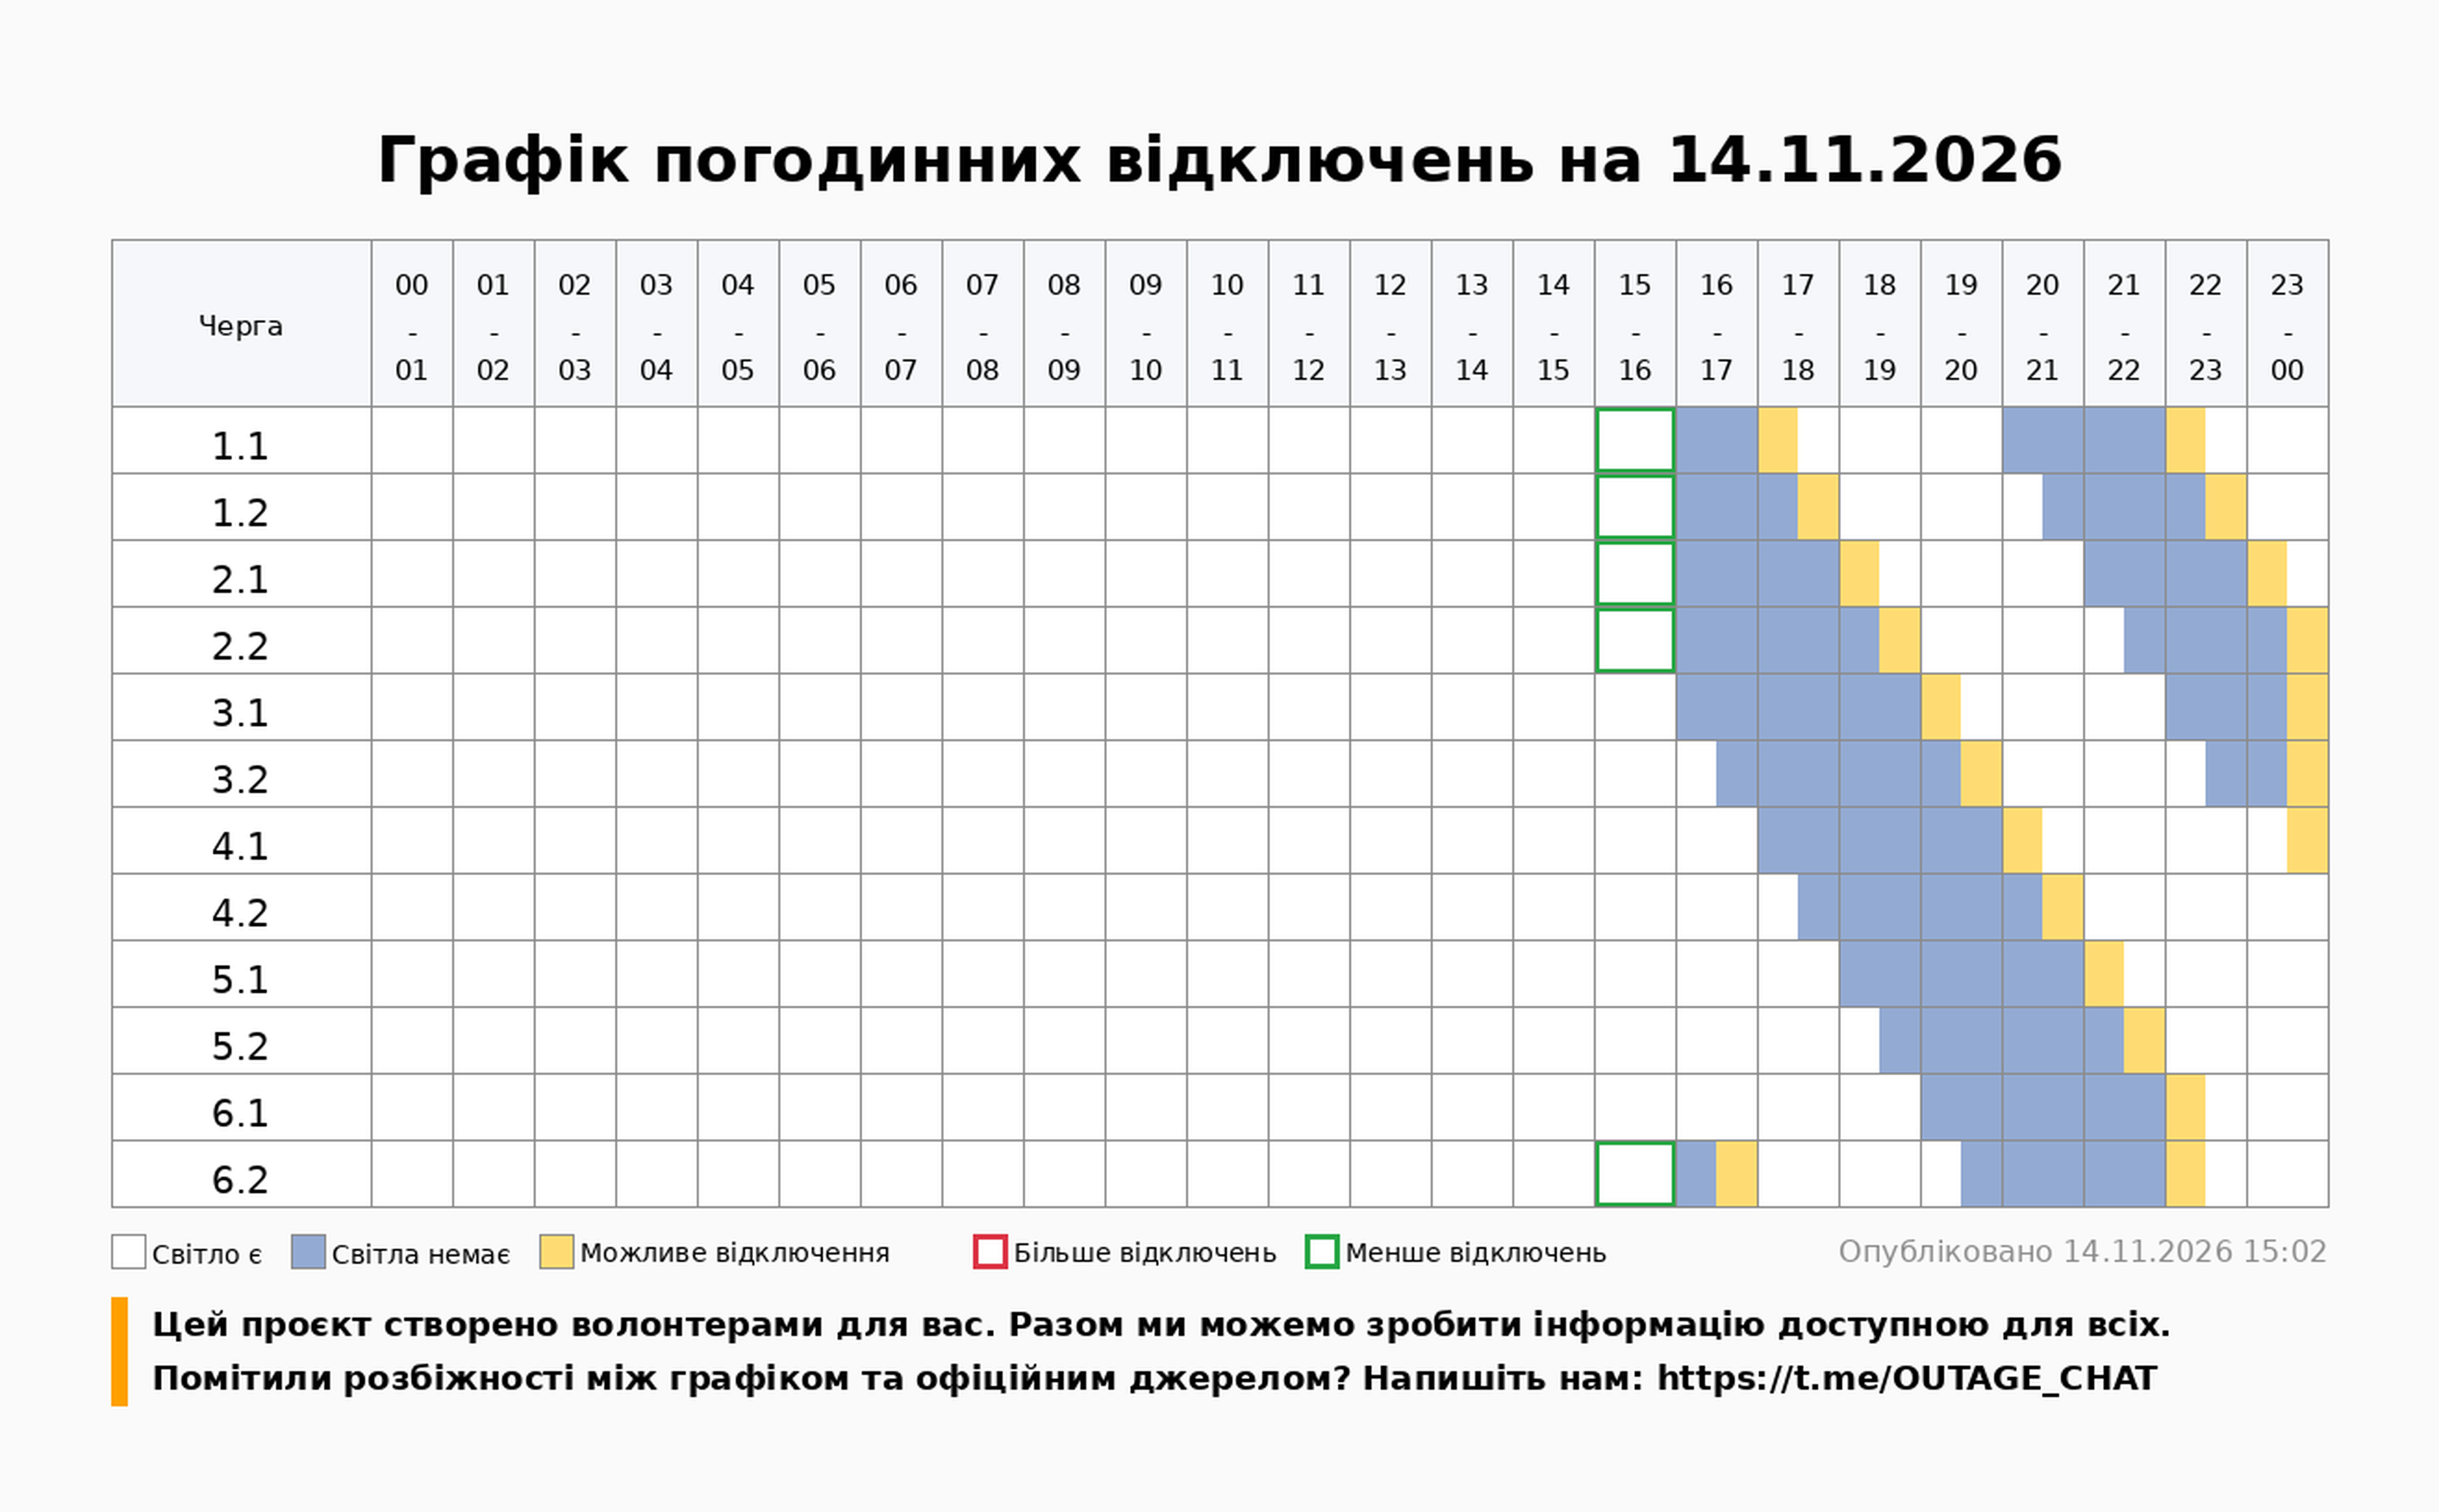 Графік погодинних відключень на 14.11.2026
Черга
00 - 01
01 - 02
02 - 03
03 - 04
04 - 05
05 - 06
06 - 07
07 - 08
08 - 09
09 - 10
10 - 11
11 - 12
12 - 13
13 - 14
14 - 15
15 - 16
16 - 17
17 - 18
18 - 19
19 - 20
20 - 21
21 - 22
22 - 23
23 - 00
1.1
1.2
2.1
2.2
3.1
3.2
4.1
4.2
5.1
5.2
6.1
6.2
Світло є
Світла немає
Можливе відключення
Більше відключень
Менше відключень
Опубліковано 14.11.2026 15:02
Цей проєкт створено волонтерами для вас. Разом ми можемо зробити інформацію доступною для всіх.
Помітили розбіжності між графіком та офіційним джерелом? Напишіть нам: https://t.me/OUTAGE_CHAT